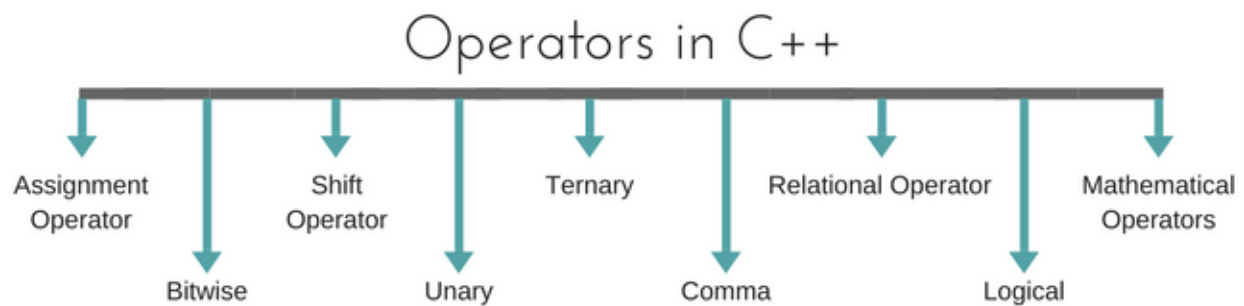 Operators in C++
Assignment
Operator
Shift
Operator
Ternary
Relational Operator
Mathematical
Operators
Bitwise
Unary
Comma
Logical